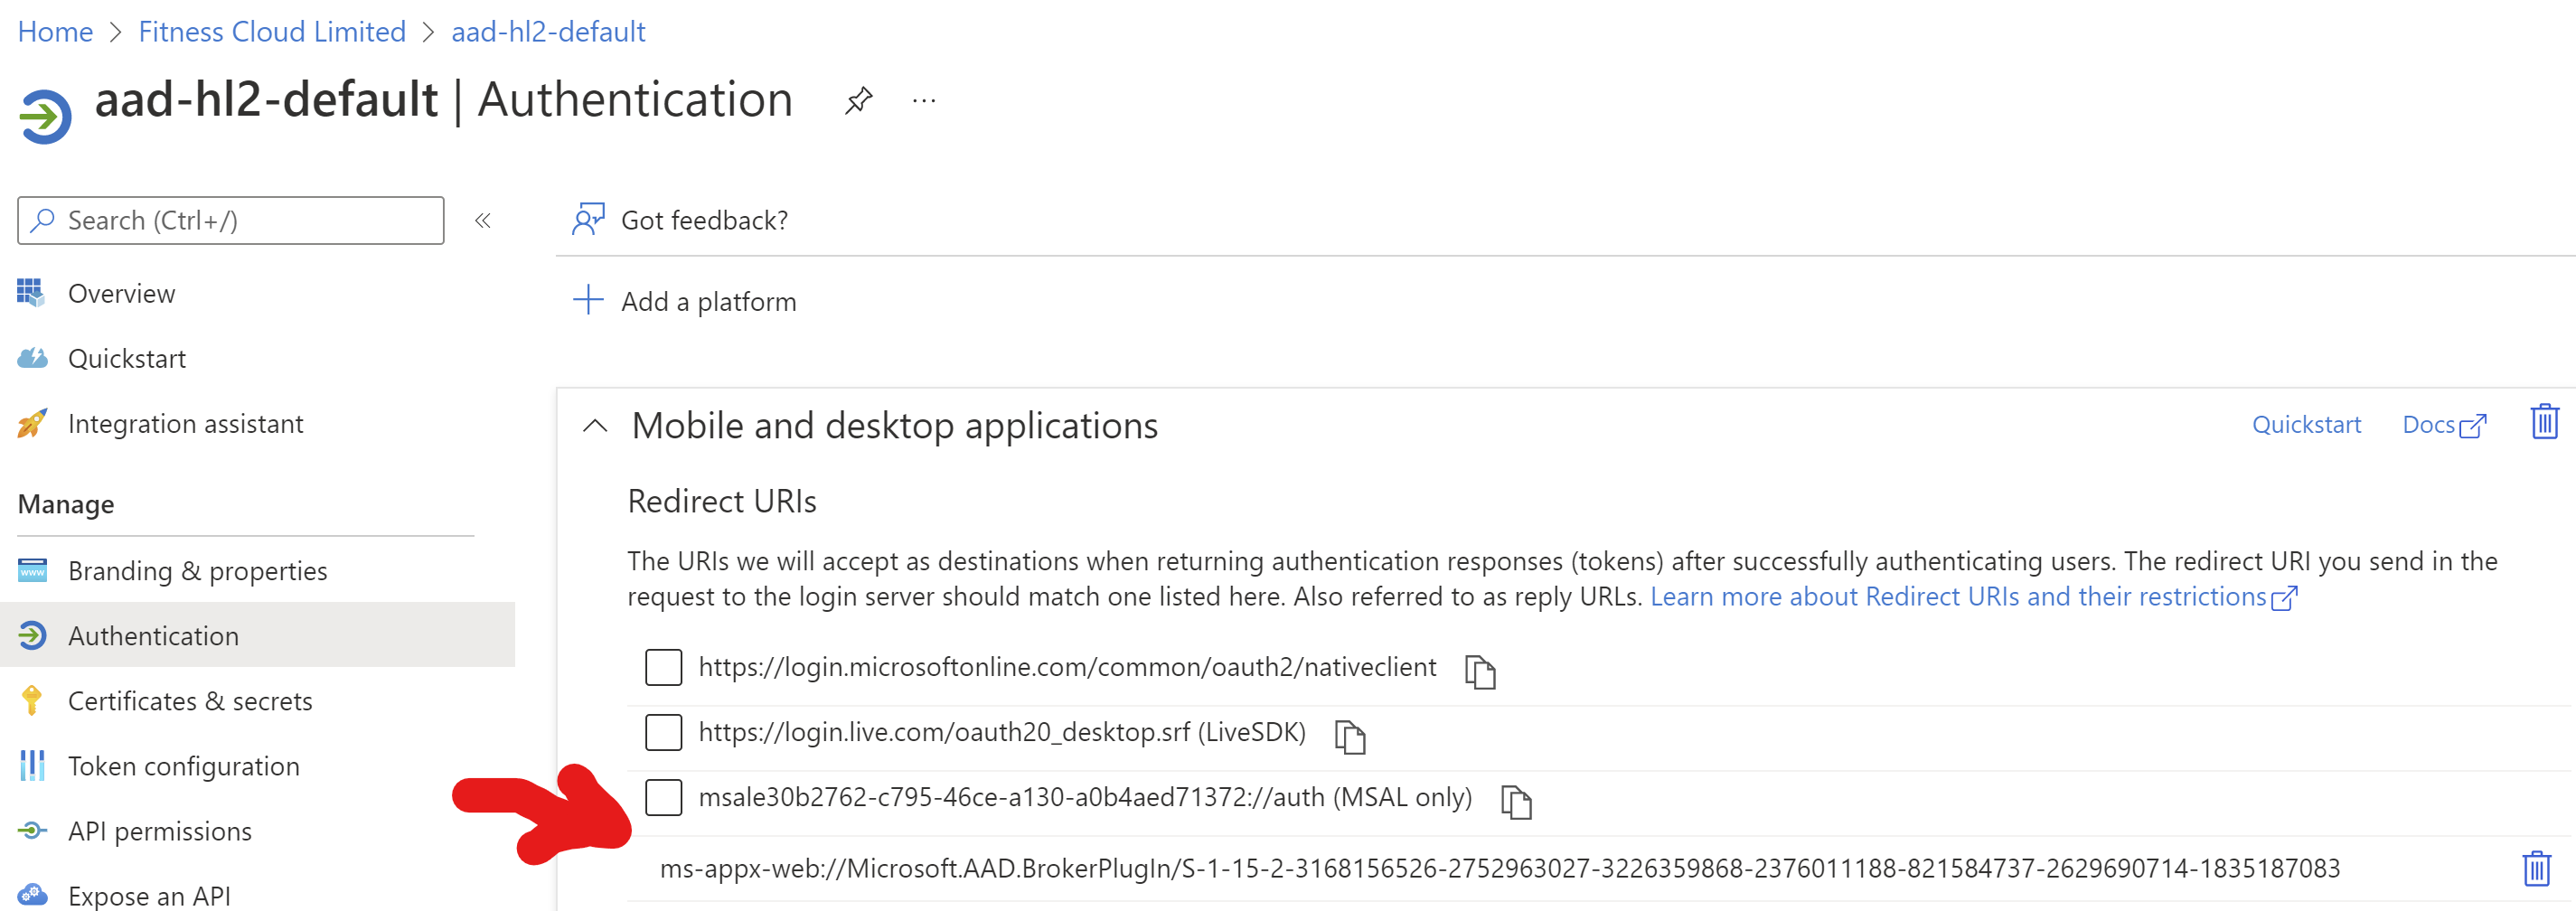 Home > Fitness Cloud Limited > aad-hl2-default
aad-hl2-default | Authentication ...
Search (Ctrl+/) «
Overview
Quickstart
Integration assistant
Manage
Branding & properties
Authentication
Certificates & secrets
Token configuration
API permissions
Expose an API
Got feedback?
Add a platform
Mobile and desktop applications
Quickstart Docs
Redirect URIs
The URIs we will accept as destinations when returning authentication responses (tokens) after successfully authenticating users. The redirect URI you send in the
request to the login server should match one listed here. Also referred to as reply URLs. Learn more about Redirect URIs and their restrictions
https://login.microsoftonline.com/common/oauth2/nativeclient
https://login.live.com/oauth20_desktop.srf (LiveSDK)
msale30b2762-c795-46ce-a130-a0b4aed71372://auth (MSAL only)
ms-appx-web://Microsoft.AAD.BrokerPlugIn/S-1-15-2-3168156526-2752963027-3226359868-2376011188-821584737-2629690714-1835187083